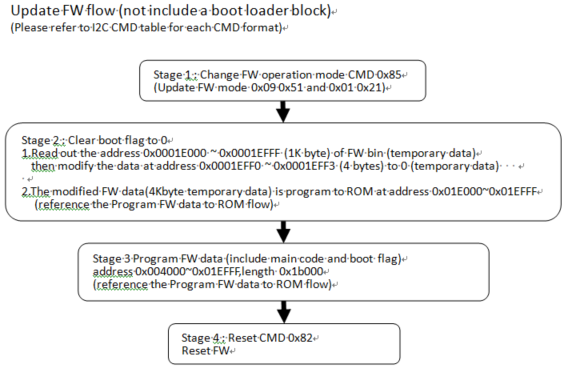 Update FW flow (not include a boot loader block)
(Please refer to I2C CMD table for each CMD format)
Stage 1 : Change FW operation mode CMD 0x85
(Update FW mode 0x09 0x51 and 0x01 0x21)
Stage 2 : Clear boot flag to 0
1.Read out the address 0x0001E000 ~ 0x0001EFFF (1K byte) of FW bin (temporary data)
then modify the data at address 0x0001EFF0 ~ 0x0001EFF3 (4 bytes) to 0 (temporary data)
2.The modified FW data(4Kbyte temporary data) is program to ROM at address 0x01E000~0x01EFFF
(reference the Program FW data to ROM flow)
Stage 3 Program FW data (include main code and boot flag)
address 0x004000~0x01EFFF,length 0x1b000
(reference the Program FW data to ROM flow)
Stage 4 : Reset CMD 0x82
Reset FW